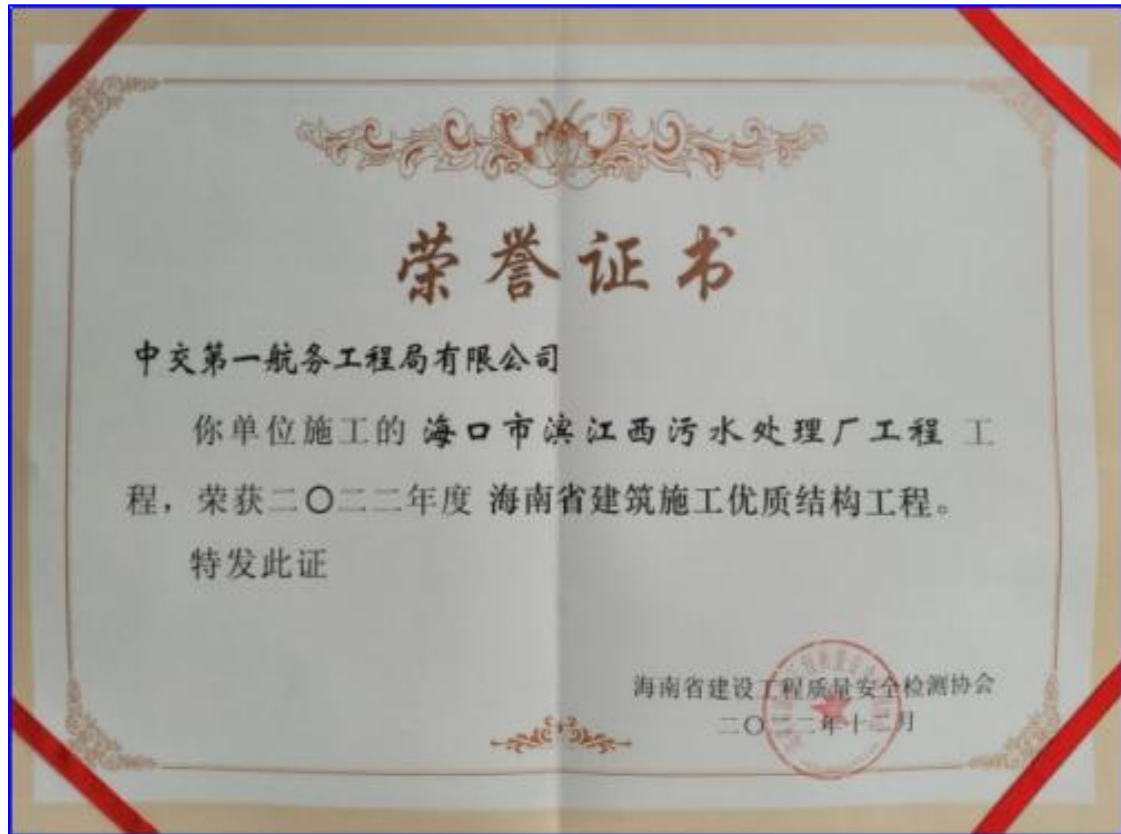 荣誉证书
中交第一航务工程局有限公司
你单位施工的 海口市滨江西污水处理厂工程 工
程，荣获二〇二二年度 海南省建筑施工优质结构工程。
特发此证
海南省建设工程质量安全检测协会
二〇二二年十二月